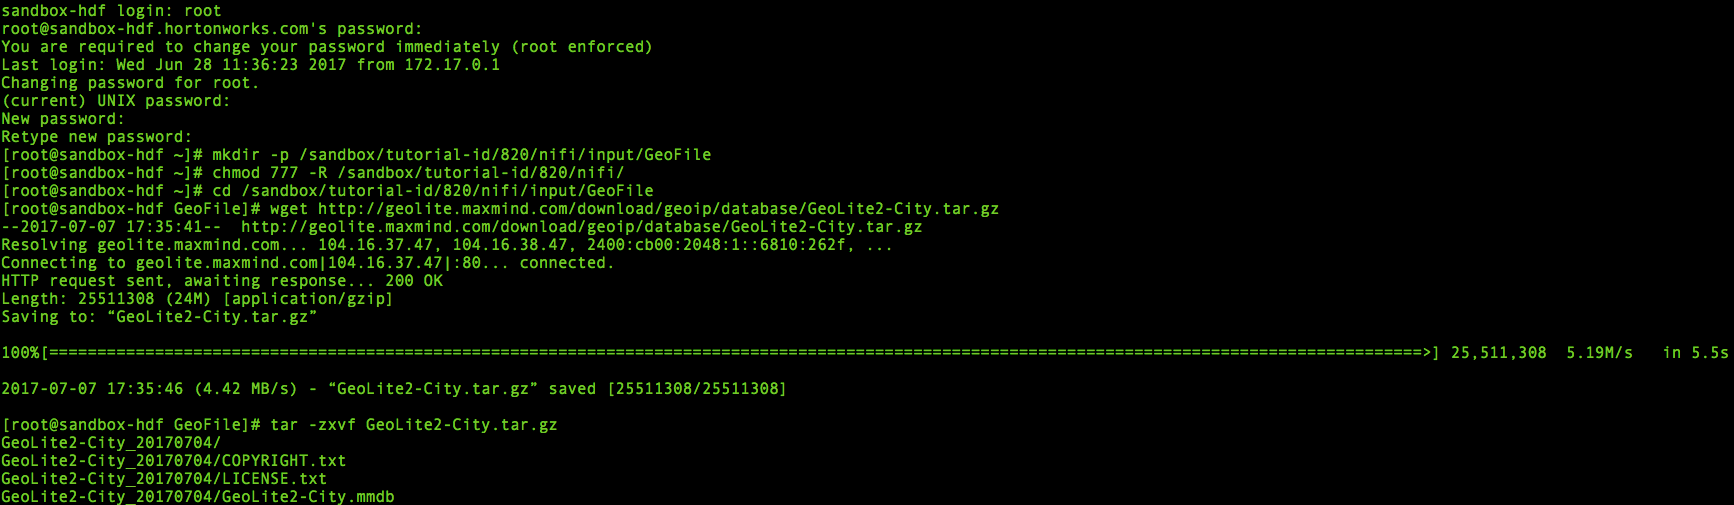 sandbox-hdf login: root
root@sandbox-hdf.hortonworks.com's password:
You are required to change your password immediately (root enforced)
Last login: Wed Jun 28 11:36:23 2017 from 172.17.0.1
Changing password for root.
(current) UNIX password:
New password:
Retype new password:
[root@sandbox-hdf ~]# mkdir -p /sandbox/tutorial-id/820/nifi/input/GeoFile
[root@sandbox-hdf ~]# chmod 777 -R /sandbox/tutorial-id/820/nifi/
[root@sandbox-hdf ~]# cd /sandbox/tutorial-id/820/nifi/input/GeoFile
[root@sandbox-hdf GeoFile]# wget http://geolite.maxmind.com/download/geoip/database/GeoLite2-City.tar.gz
--2017-07-07 17:35:41--  http://geolite.maxmind.com/download/geoip/database/GeoLite2-City.tar.gz
Resolving geolite.maxmind.com... 104.16.37.47, 104.16.38.47, 2400:cb00:2048:1::6810:262f, ...
Connecting to geolite.maxmind.com|104.16.37.47|:80... connected.
HTTP request sent, awaiting response... 200 OK
Length: 25511308 (24M) [application/gzip]
Saving to: “GeoLite2-City.tar.gz”
100%[===============================================================================================================================================>] 25,511,308  5.19M/s   in 5.5s
2017-07-07 17:35:46 (4.42 MB/s) - “GeoLite2-City.tar.gz” saved [25511308/25511308]
[root@sandbox-hdf GeoFile]# tar -zxvf GeoLite2-City.tar.gz
GeoLite2-City_20170704/
GeoLite2-City_20170704/COPYRIGHT.txt
GeoLite2-City_20170704/LICENSE.txt
GeoLite2-City_20170704/GeoLite2-City.mmdb